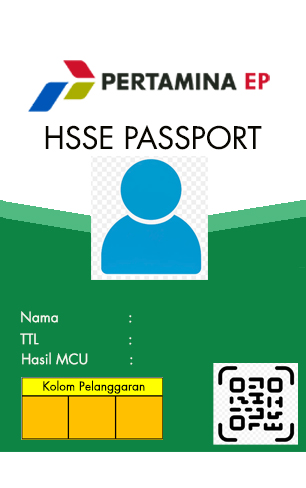 PERTAMINA EP
HSSE PASSPORT
Nama :
TTL :
Hasil MCU :
Kolom Pelanggaran